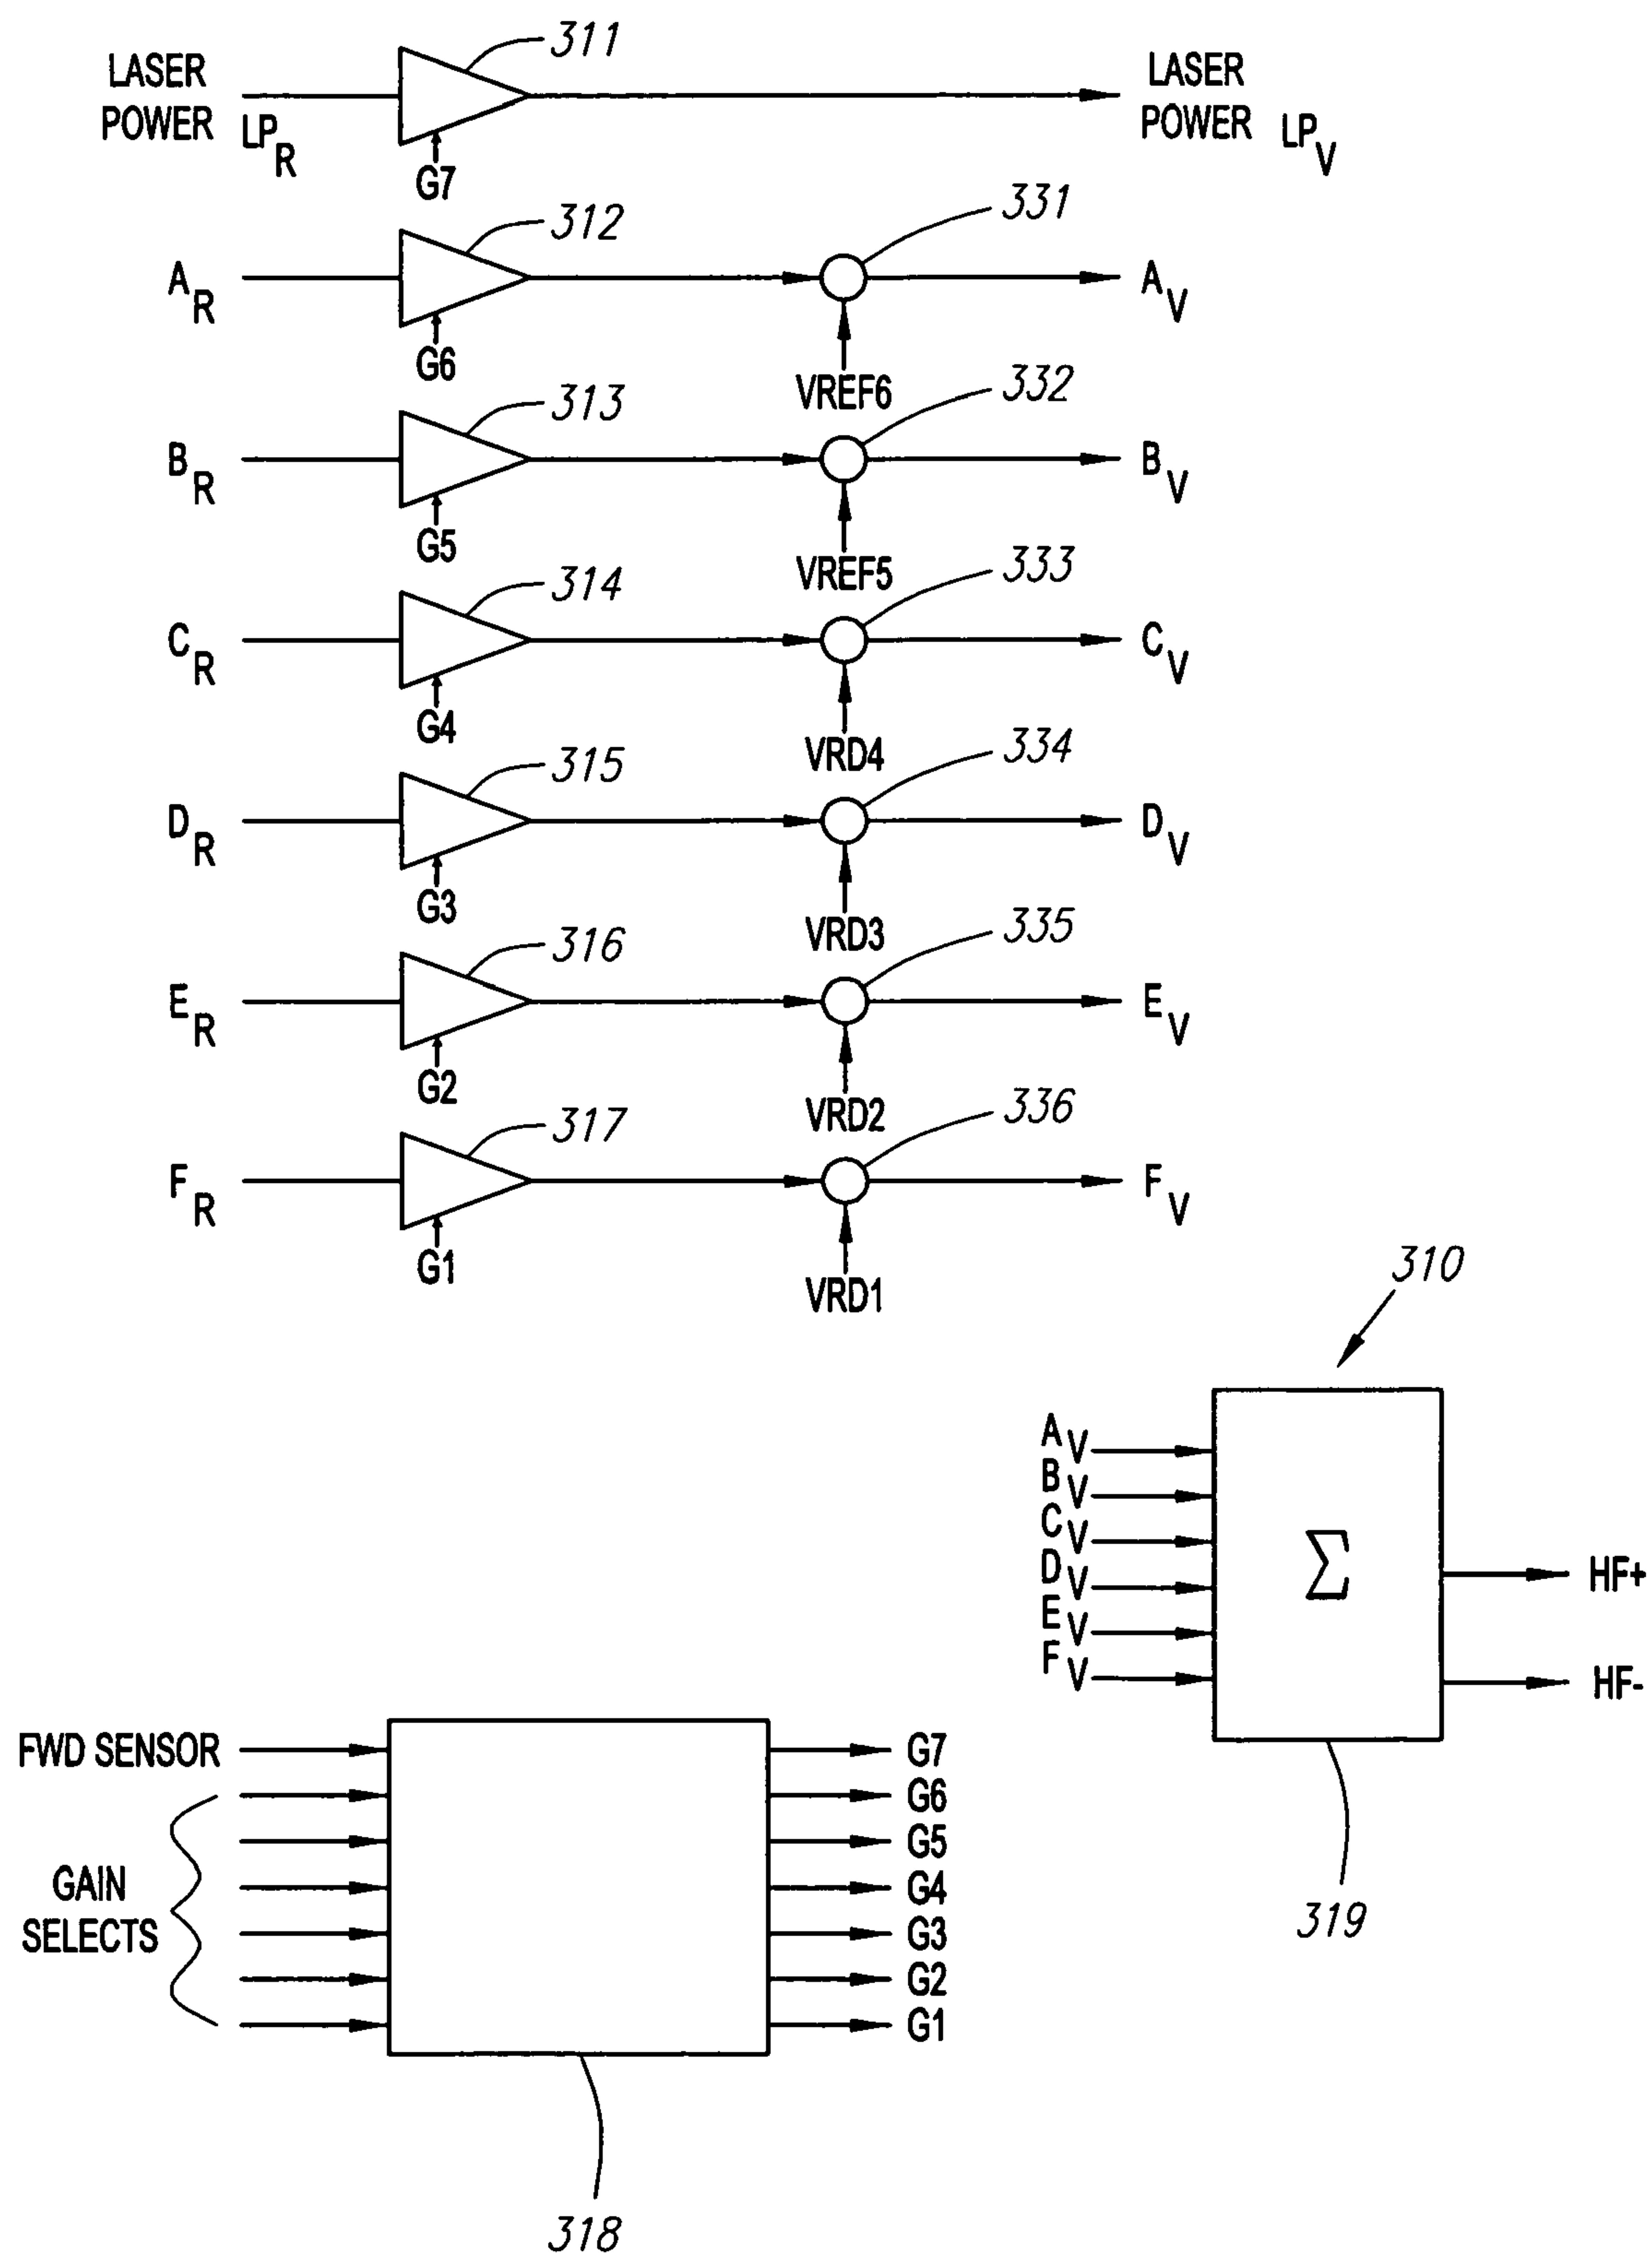 311
LASER POWER LP R
LASER POWER LP V
G7
312
331
A R
A V
G6
VREF6
313
332
B R
B V
G5
VREF5
314
333
C R
C V
G4
VRD4
315
334
D R
D V
G3
VRD3
316
335
E R
E V
G2
VRD2
317
336
F R
F V
G1
VRD1
310
A V
B V
C V
D V
E V
F V
Σ
HF+
HF-
319
FWD SENSOR
GAIN
SELECTS
G7
G6
G5
G4
G3
G2
G1
318